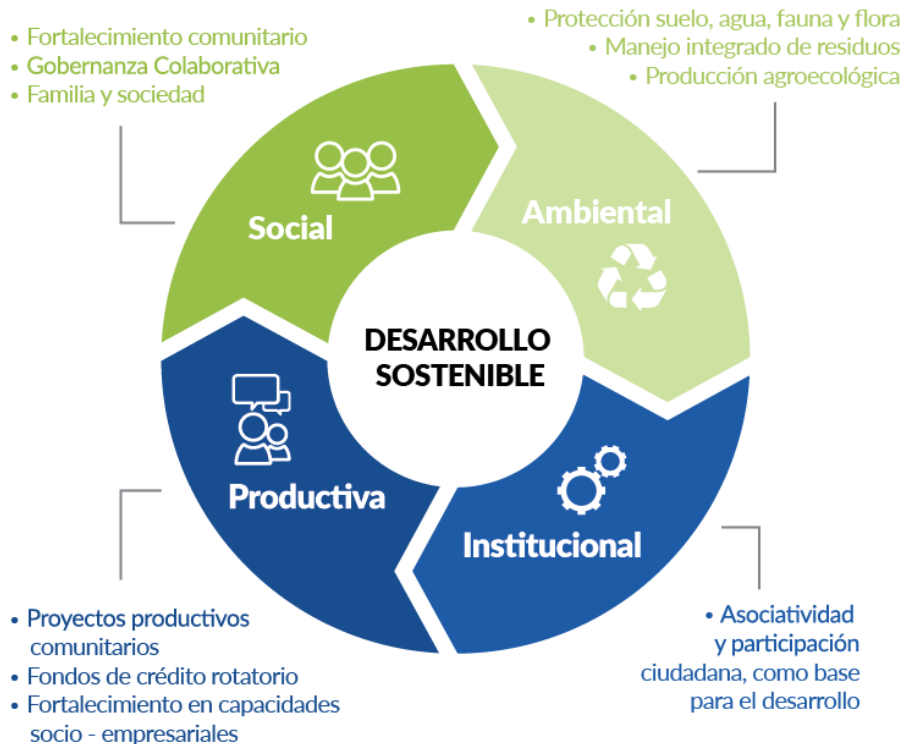 • Fortalecimiento comunitario
• Gobernanza Colaborativa
• Familia y sociedad
• Protección suelo, agua, fauna y flora
• Manejo integrado de residuos
• Producción agroecológica
Social
Ambiental
DESARROLLO
SOSTENIBLE
Productiva
Institucional
• Proyectos productivos
comunitarios
• Fondos de crédito rotatorio
• Fortalecimiento en capacidades
socio - empresariales
• Asociatividad
y participación
ciudadana, como base
para el desarrollo